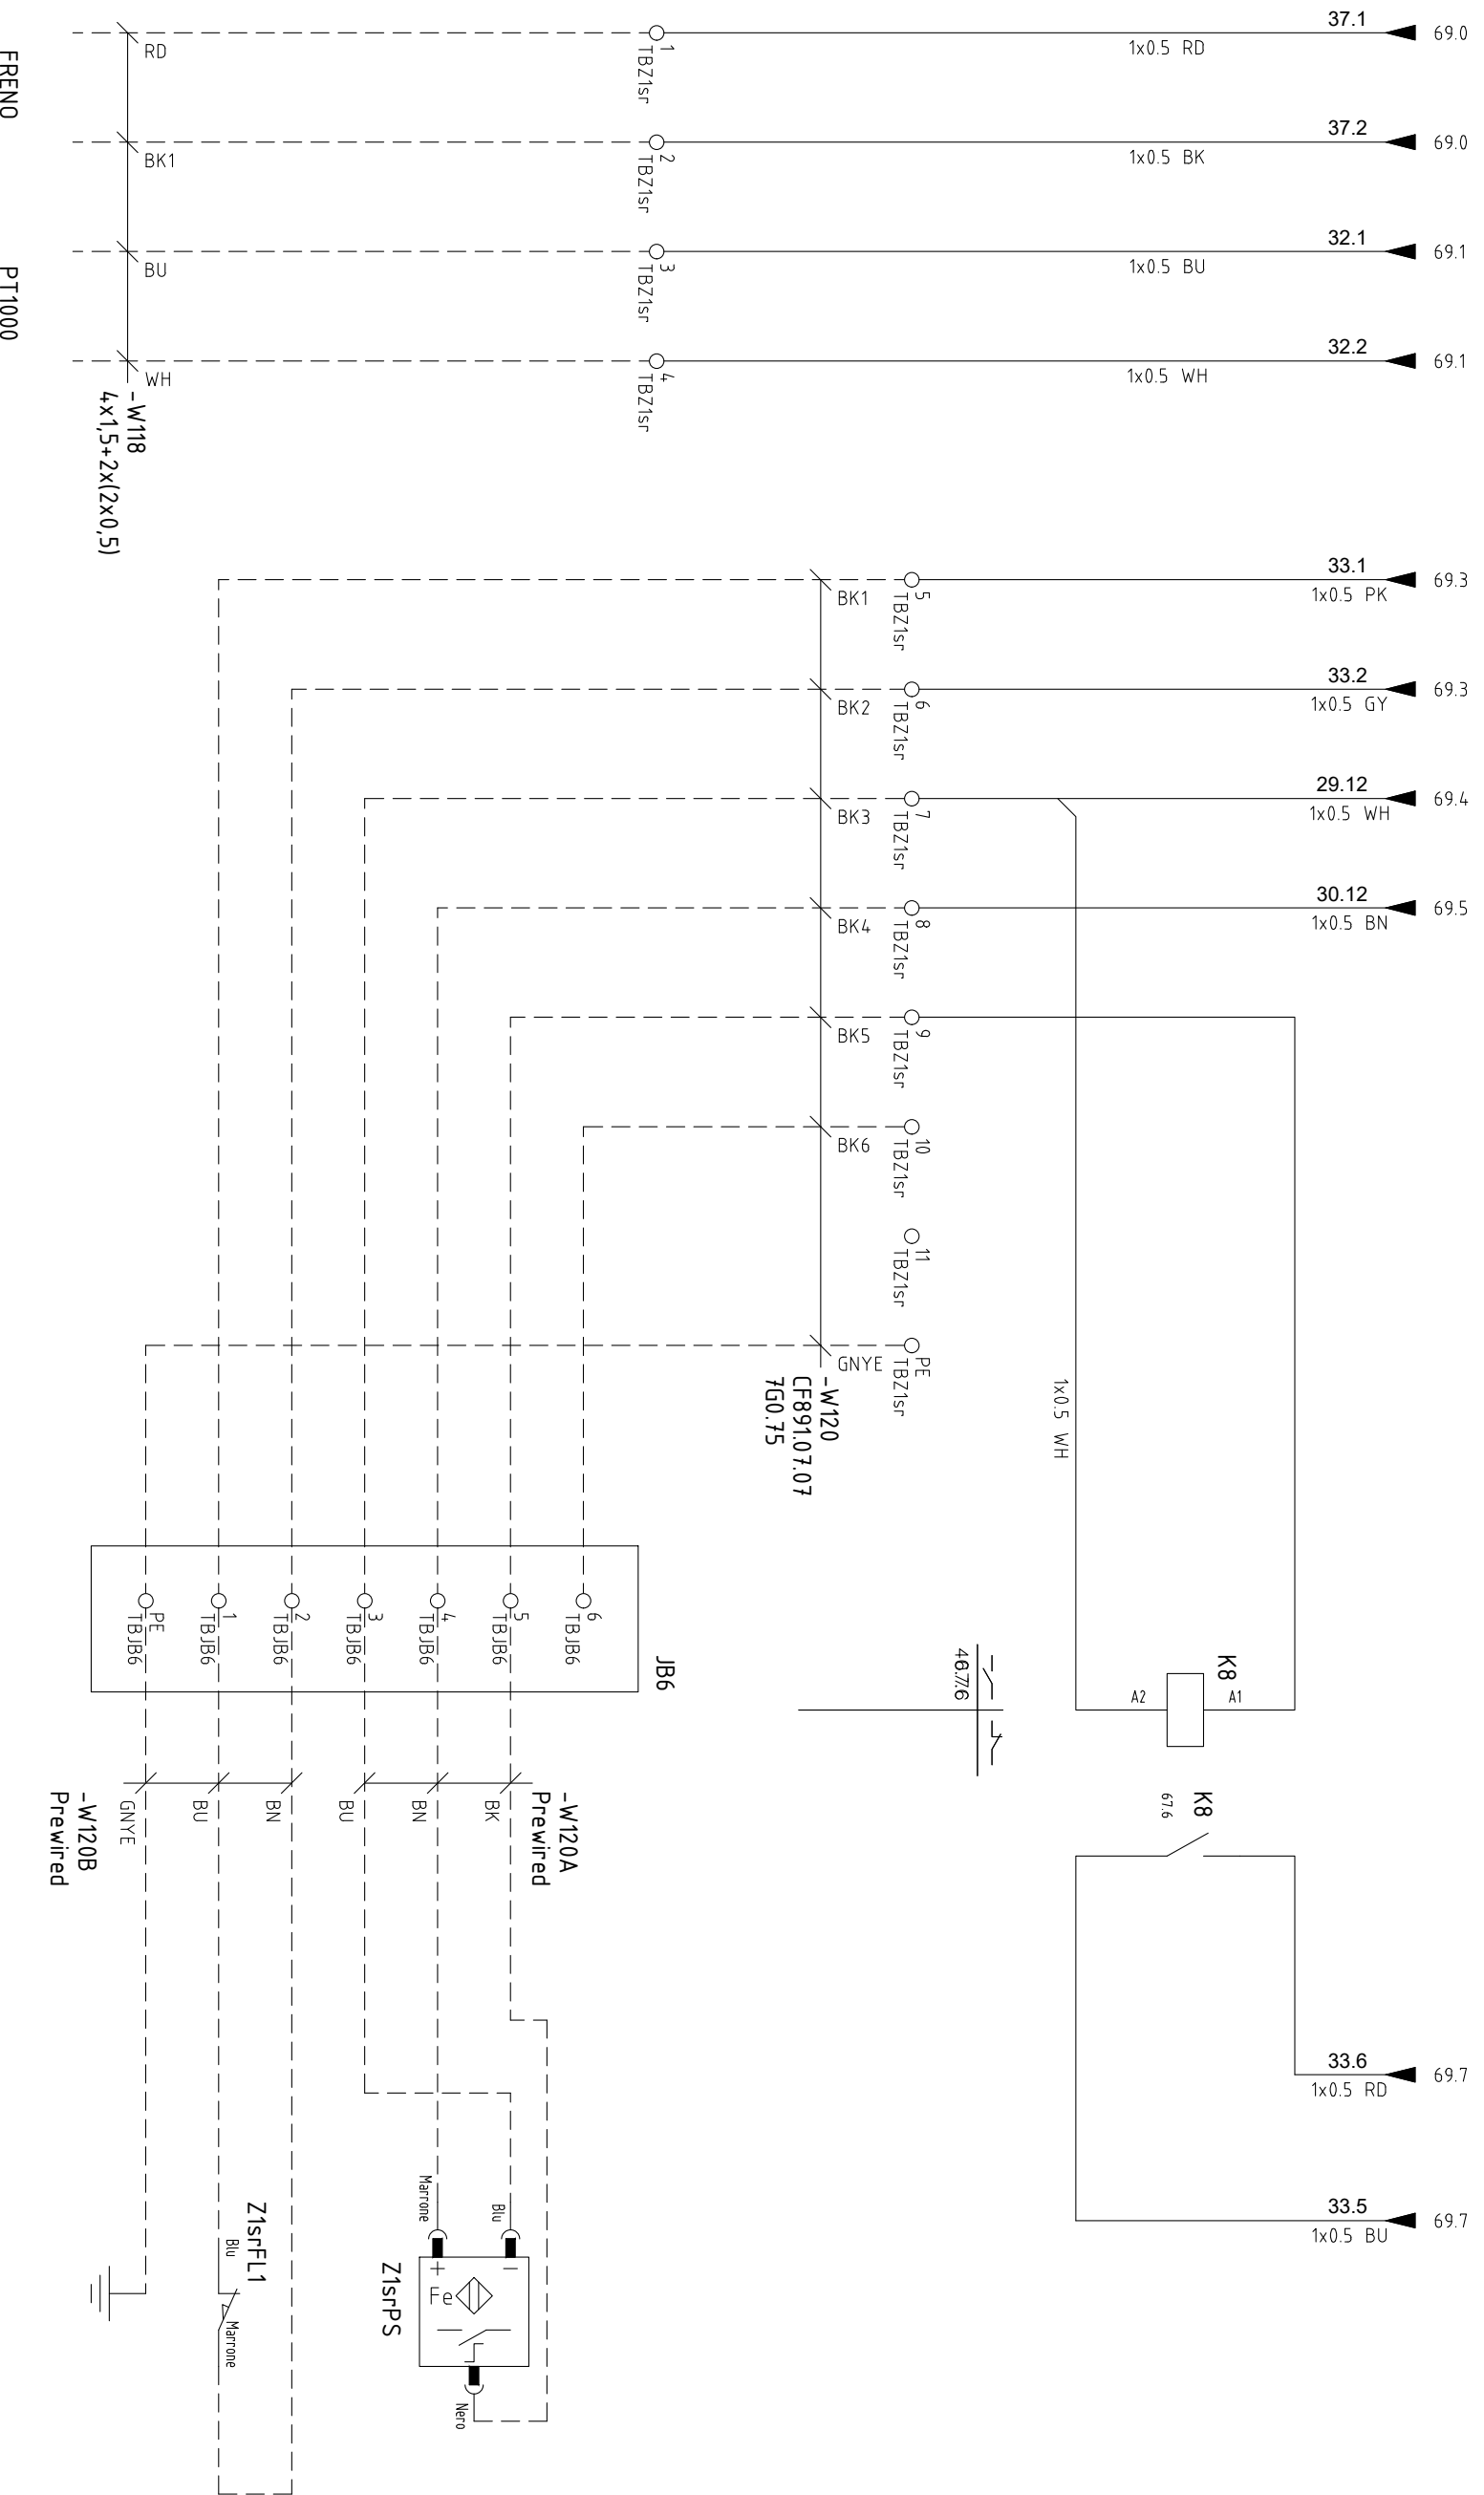 37.1
69.0
1x0.5 RD
RD
1
TBZ1sr
FRENO
37.2
69.0
1x0.5 BK
BK1
2
TBZ1sr
32.1
69.1
1x0.5 BU
BU
3
TBZ1sr
PT1000
32.2
69.1
1x0.5 WH
WH
4
TBZ1sr
-W118
4x1,5+2x(2x0,5)
33.1
69.3
1x0.5 PK
BK1
5
TBZ1sr
33.2
69.3
1x0.5 GY
BK2
6
TBZ1sr
29.12
69.4
1x0.5 WH
BK3
7
TBZ1sr
30.12
69.5
1x0.5 BN
BK4
8
TBZ1sr
BK5
9
TBZ1sr
BK6
10
TBZ1sr
11
TBZ1sr
GNYE
PE
TBZ1sr
-W120
CF891.07.07
7G0.75
1x0.5 WH
PE
TBJB6
1
TBJB6
2
TBJB6
3
TBJB6
4
TBJB6
5
TBJB6
6
TBJB6
JB6
K8
A2
A1
K8
67.6
GNYE
BU
BN
BU
BN
BK
-W120B
Prewired
-W120A
Prewired
33.6
69.7
1x0.5 RD
33.5
69.7
1x0.5 BU
Marrone
Blu
+
-
Fe
Z1srPS
Nero
Z1srFL1
Blu
Marrone